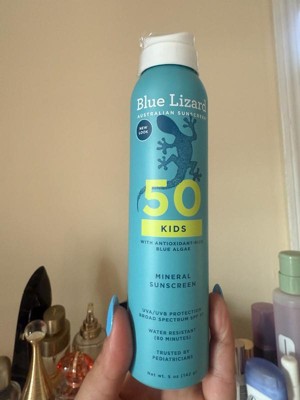 Blue Lizard
AUSTRALIAN SUNSCREEN
NEW
LOOK
50
KIDS
WITH ANTIOXIDANT-RICH
BLUE ALGAE
MINERAL
SUNSCREEN
UVA/UVB PROTECTION
BROAD SPECTRUM SPF
WATER RESISTANT
(80 MINUTES)
TRUSTED BY
PEDIATRICIANS